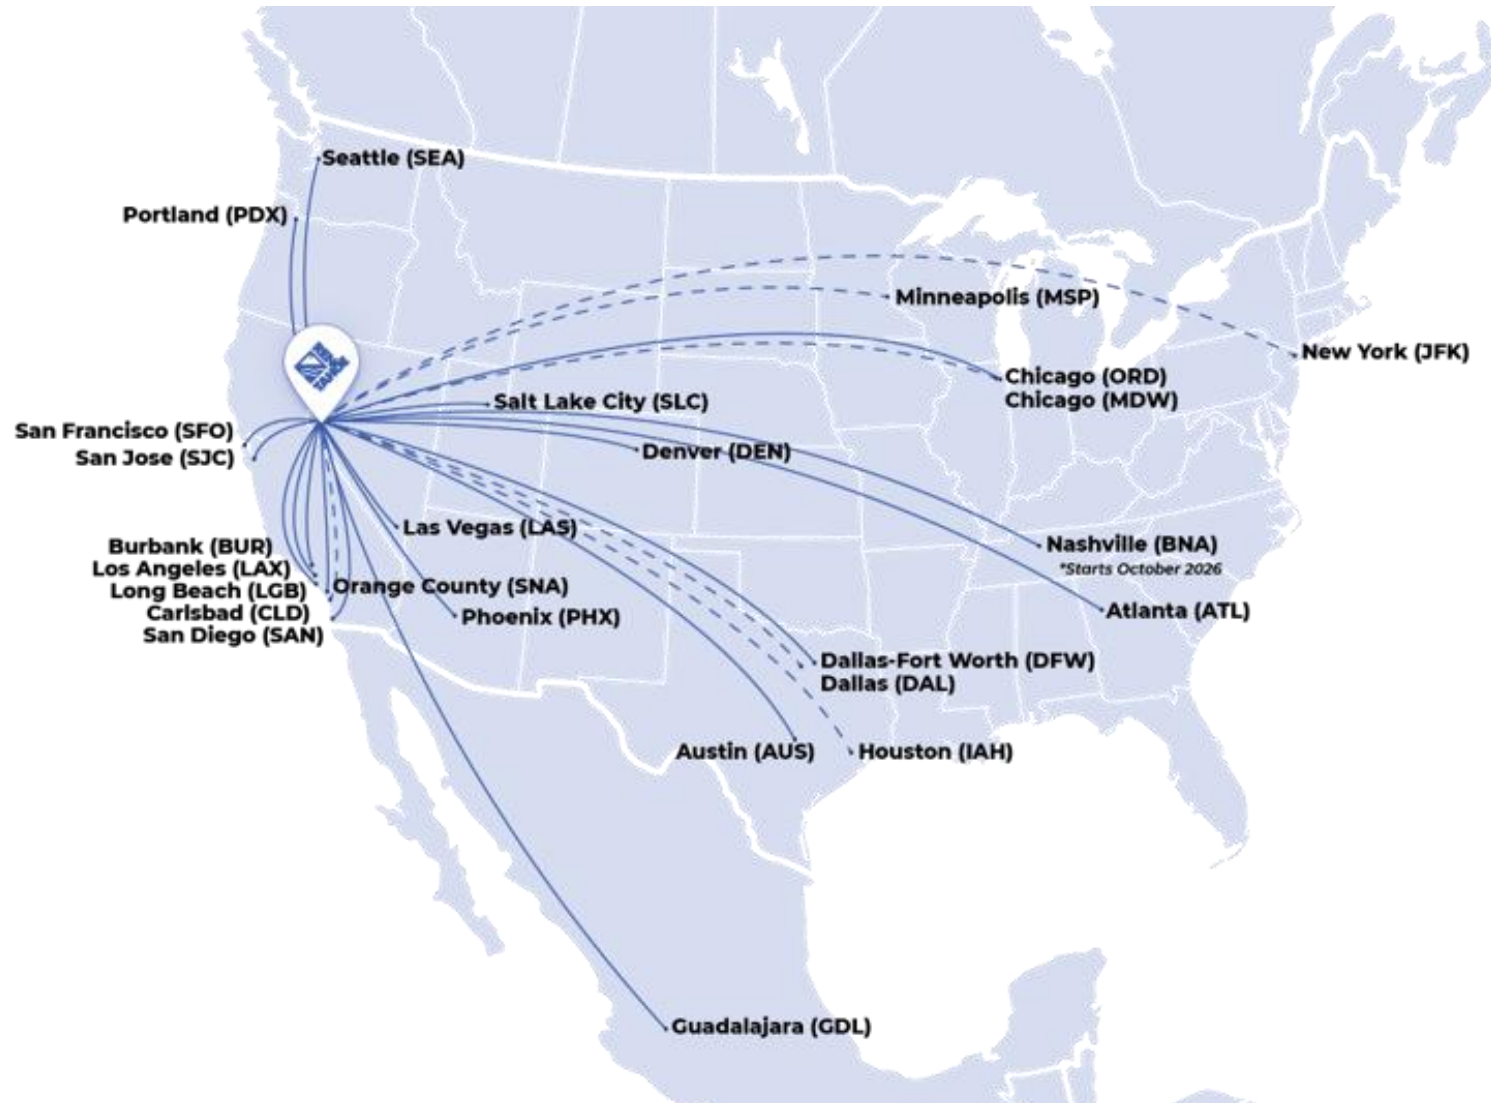 Seattle (SEA)
Portland (PDX)
Minneapolis (MSP)
New York (JFK)
Chicago (ORD)
Chicago (MDW)
Salt Lake City (SLC)
San Francisco (SFO)
San Jose (SJC)
Denver (DEN)
Las Vegas (LAS)
Nashville (BNA)
*Starts October 2026
Burbank (BUR)
Los Angeles (LAX)
Long Beach (LGB)
Orange County (SNA)
Carlsbad (CLD)
San Diego (SAN)
Phoenix (PHX)
Atlanta (ATL)
Dallas-Fort Worth (DFW)
Dallas (DAL)
Austin (AUS)
Houston (IAH)
Guadalajara (GDL)